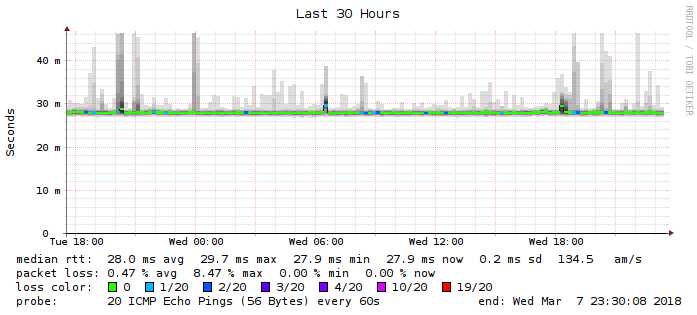 Last 30 Hours
RRDTOOL / TOBI OETIKER
Seconds
40 m
30 m
20 m
10 m
0
Tue 18:00 Wed 00:00 Wed 06:00 Wed 12:00 Wed 18:00
median rtt: 28.0 ms avg 29.7 ms max 27.9 ms min 27.9 ms now 0.2 ms sd 134.5 am/s
packet loss: 0.47 % avg 8.47 % max 0.00 % min 0.00 % now
loss color: 0 1/20 2/20 3/20 4/20 10/20 19/20
probe: 20 ICMP Echo Pings (56 Bytes) every 60s end: Wed Mar 7 23:30:08 2018